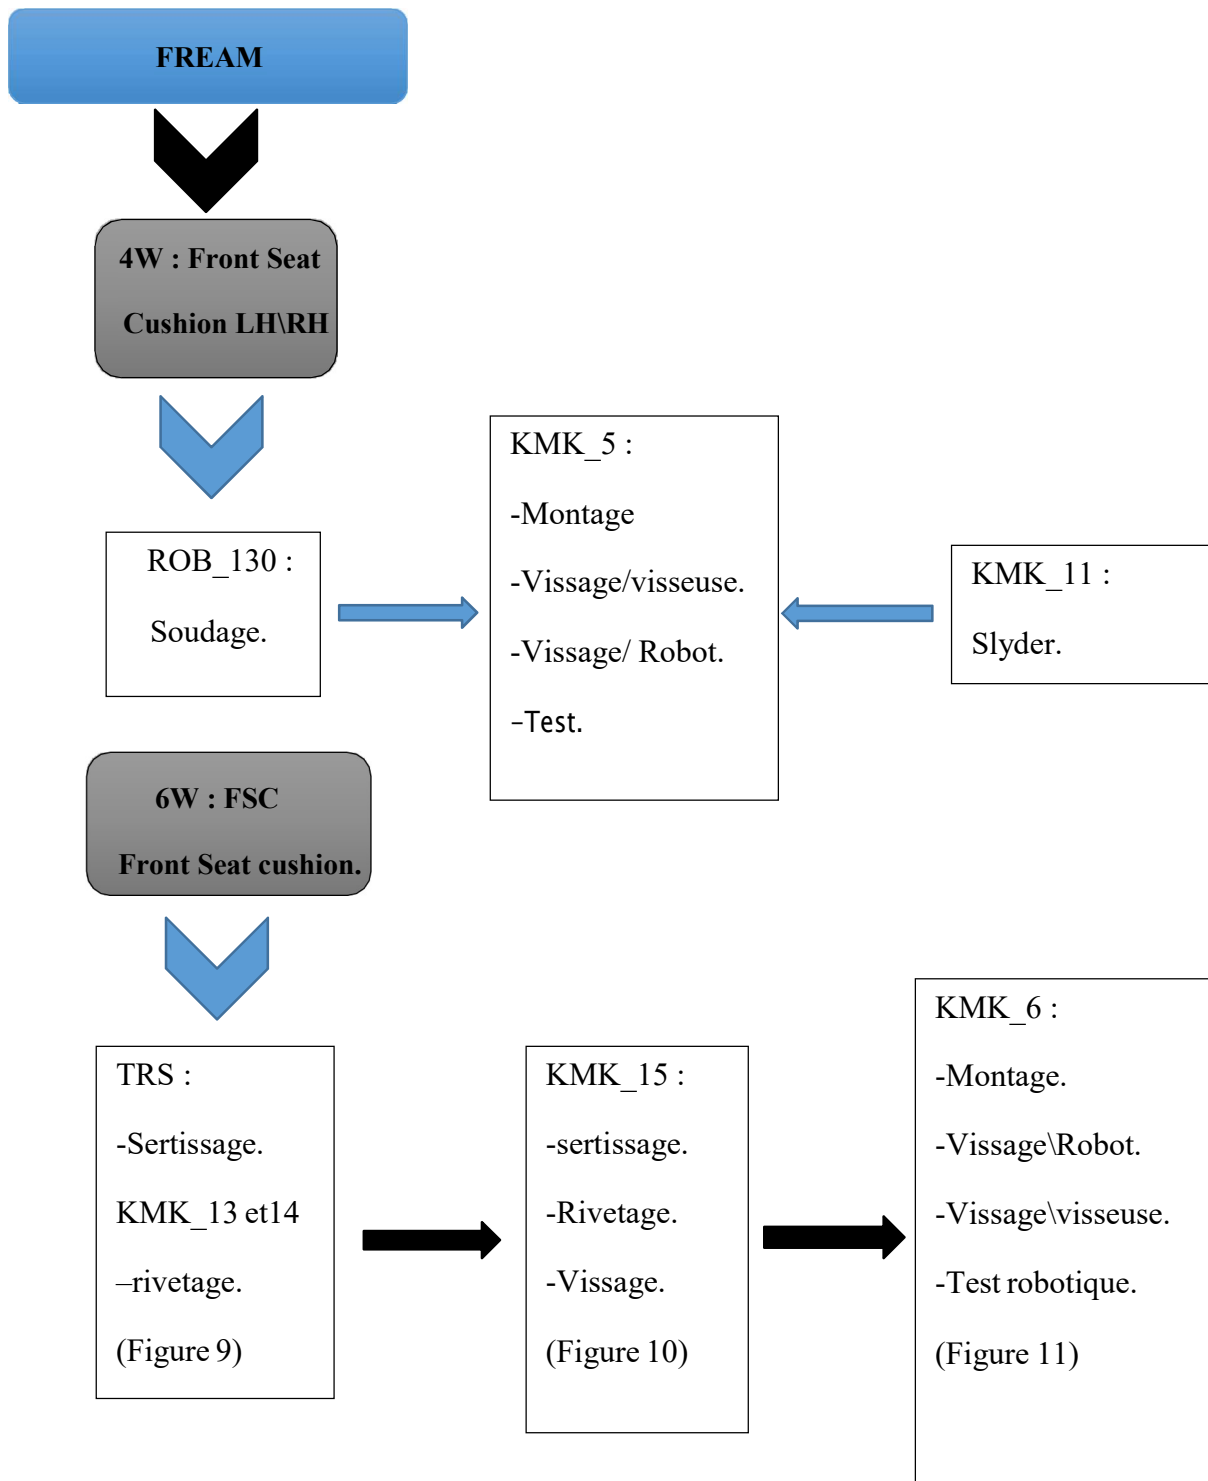 FREAM
4W : Front Seat
Cushion LH\RH
ROB_130 :
Soudage.
KMK_5 :
-Montage
-Vissage/visseuse.
-Vissage/ Robot.
-Test.
KMK_11 :
Slyder.
6W : FSC
Front Seat cushion.
TRS :
-Sertissage.
KMK_13 et14
–rivetage.
(Figure 9)
KMK_15 :
-sertissage.
-Rivetage.
-Vissage.
(Figure 10)
KMK_6 :
-Montage.
-Vissage\Robot.
-Vissage\visseuse.
-Test robotique.
(Figure 11)